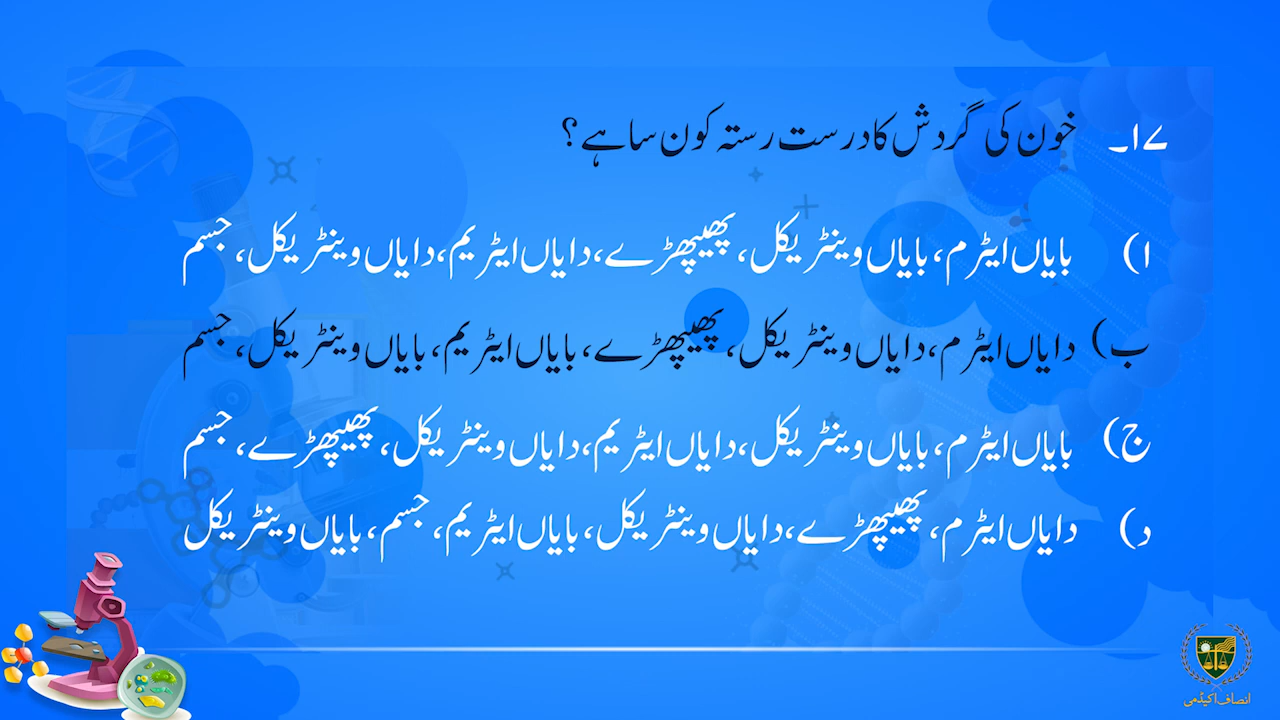 ۱۷۔ خون کی گردش کا درست رستہ کون سا ہے؟
ا) بایاں ایٹرم، بایاں وینٹریکل، پھیپھڑے، دایاں ایٹریم، دایاں وینٹریکل، جسم
ب) دایاں ایٹرم، دایاں وینٹریکل، پھیپھڑے، بایاں ایٹریم، بایاں وینٹریکل، جسم
ج) بایاں ایٹرم، بایاں وینٹریکل، دایاں ایٹریم، دایاں وینٹریکل، پھیپھڑے، جسم
د) دایاں ایٹرم، پھیپھڑے، دایاں وینٹریکل، بایاں ایٹریم، جسم، بایاں وینٹریکل
انصاف اکیڈمی